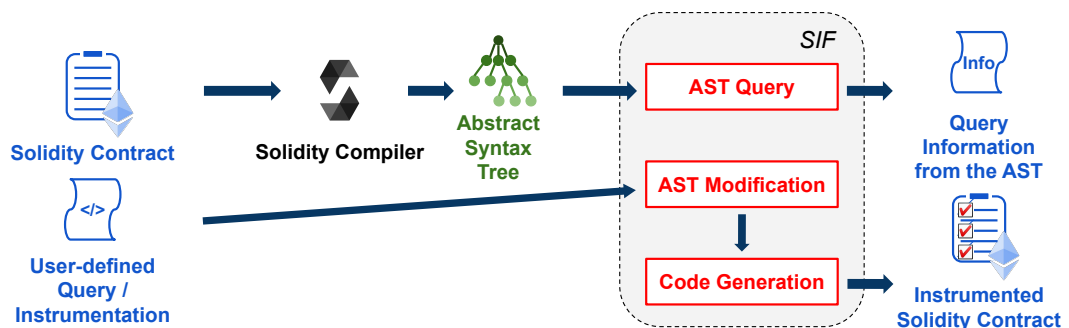 SIF
Info
AST Query
Solidity Contract
Solidity Compiler
Abstract
Syntax
Tree
Query
Information
from the AST
</>
AST Modification
User-defined
Query /
Instrumentation
Code Generation
Instrumented
Solidity Contract